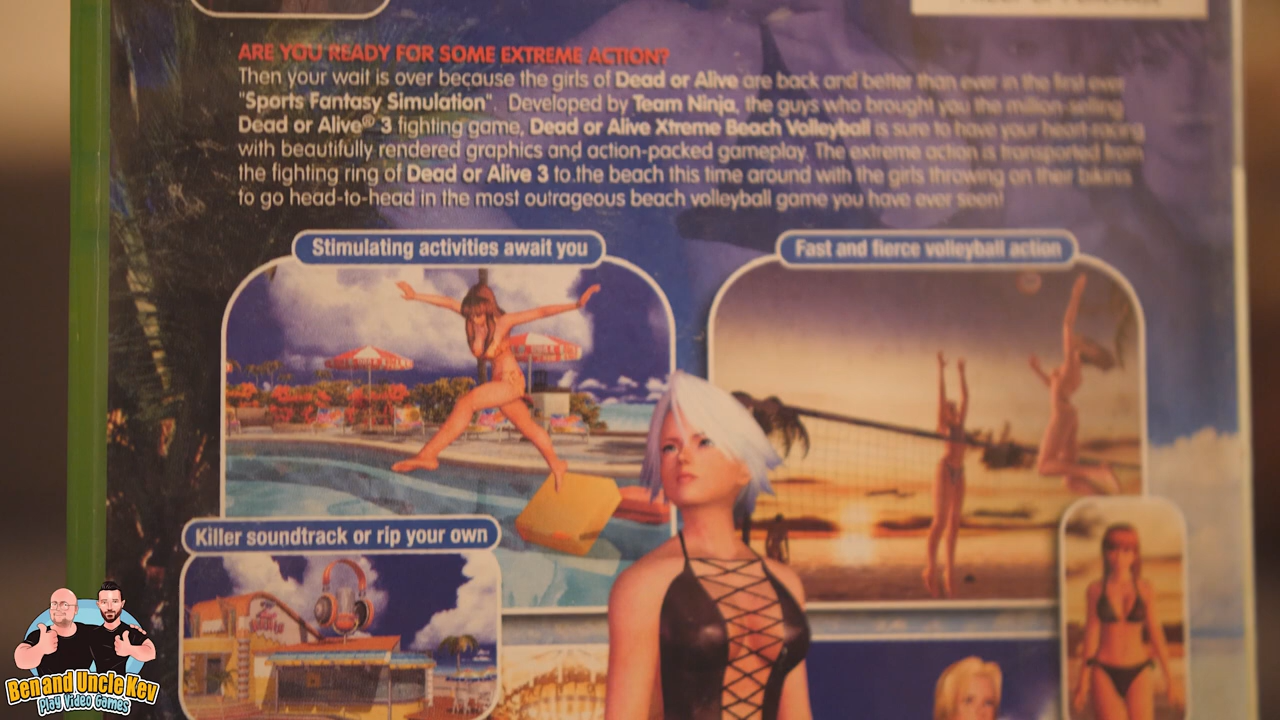 ARE YOU READY FOR SOME EXTREME ACTION?
Then your wait is over because the girls of Dead or Alive are back and better than ever in the first ever
"Sports Fantasy Simulation". Developed by Team Ninja, the guys who brought you the million-selling
Dead or Alive® 3 fighting game, Dead or Alive Xtreme Beach Volleyball is sure to have your heart racing
with beautifully rendered graphics and action-packed gameplay. The extreme action is transported from
the fighting ring of Dead or Alive 3 to the beach this time around with the girls throwing on their bikinis
to go head-to-head in the most outrageous beach volleyball game you have ever seen!
Stimulating activities await you
Fast and fierce volleyball action
Killer soundtrack or rip your own
Ben and Uncle Kev
Play Video Games